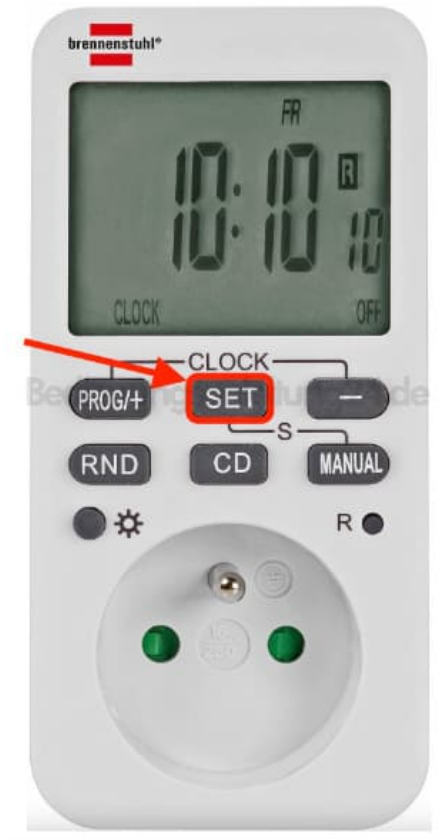 brennenstuhl®
FR
10:10 R 10
CLOCK OFF
CLOCK
PROG/+ SET −
S
RND CD MANUAL
R